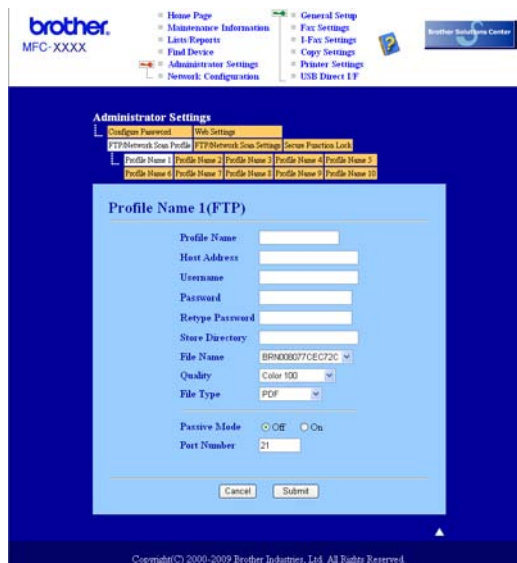 brother.
MFC-XXXX
Home Page
Maintenance Information
Lists/Reports
Find Device
Administrator Settings
Network Configuration
General Setup
Fax Settings
I-Fax Settings
Copy Settings
Printer Settings
USB Direct I/F
Brother Solutions Center
Administrator Settings
Configure Password Web Settings
FTP/Network Scan Profile FTP/Network Scan Settings Secure Function Lock
Profile Name 1 Profile Name 2 Profile Name 3 Profile Name 4 Profile Name 5
Profile Name 6 Profile Name 7 Profile Name 8 Profile Name 9 Profile Name 10
Profile Name 1(FTP)
Profile Name
Host Address
Username
Password
Retype Password
Store Directory
File Name BRN008077CEC72C
Quality Color 100
File Type PDF
Passive Mode Off On
Port Number 21
Cancel Submit
Copyright(C) 2000-2009 Brother Industries, Ltd. All Rights Reserved.